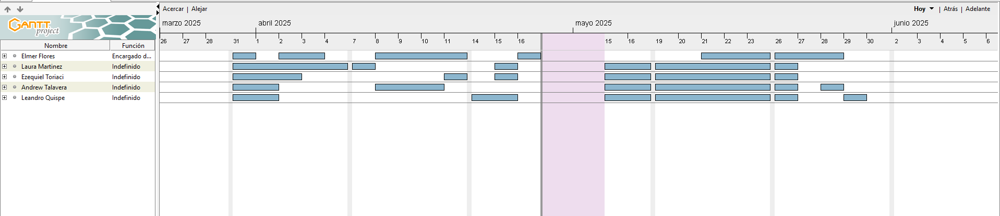 Acercar | Alejar
Hoy | Atrás | Adelante
GANTT project
marzo 2025 abril 2025 mayo 2025 junio 2025
26 27 28 31 1 2 3 4 7 8 9 10 11 14 15 16 15 16 19 20 21 22 23 26 27 28 29 30 2 3 4 5 6
Nombre Función
Elmer Flores Encargado d...
Laura Martinez Indefinido
Ezequiel Toriaci Indefinido
Andrew Talavera Indefinido
Leandro Quispe Indefinido